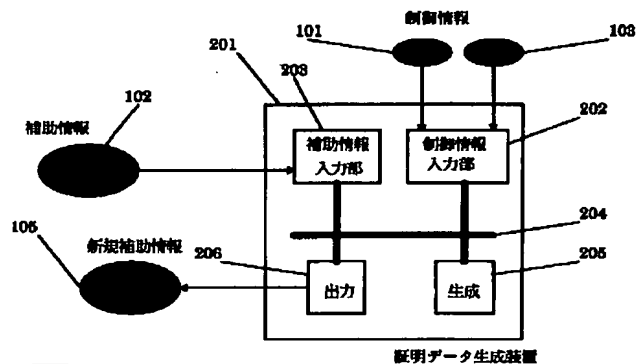 制御情報
101
103
201
203
102
202
補助情報
補助情報
入力部
制御情報
入力部
204
105
新規補助情報
206
205
出力
生成
証明データ生成装置